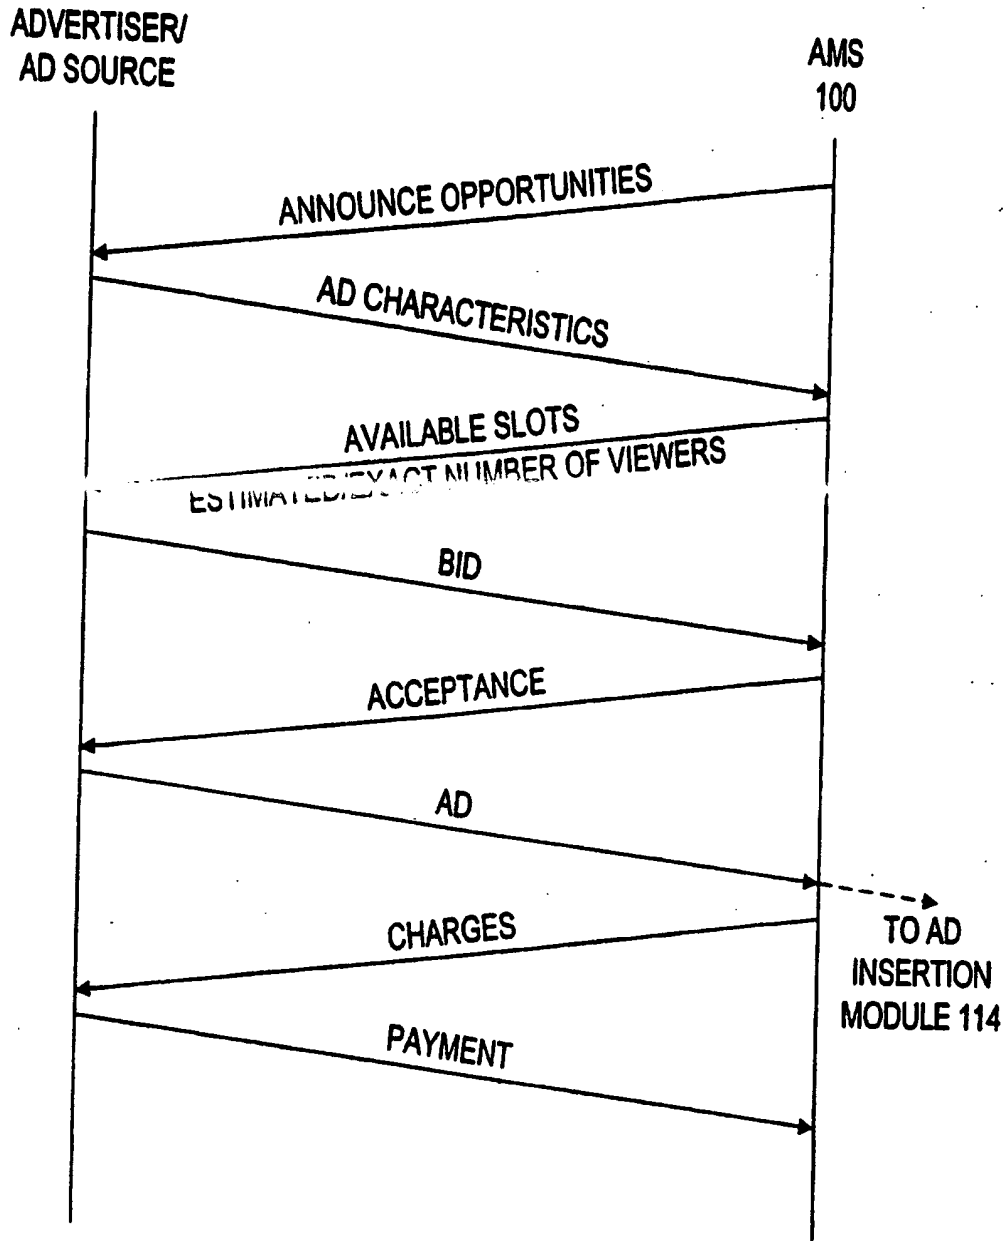 ADVERTISER/
AD SOURCE
AMS
100
ANNOUNCE OPPORTUNITIES
AD CHARACTERISTICS
AVAILABLE SLOTS
NUMBER OF VIEWERS
BID
ACCEPTANCE
AD
TO AD
INSERTION
MODULE 114
CHARGES
PAYMENT